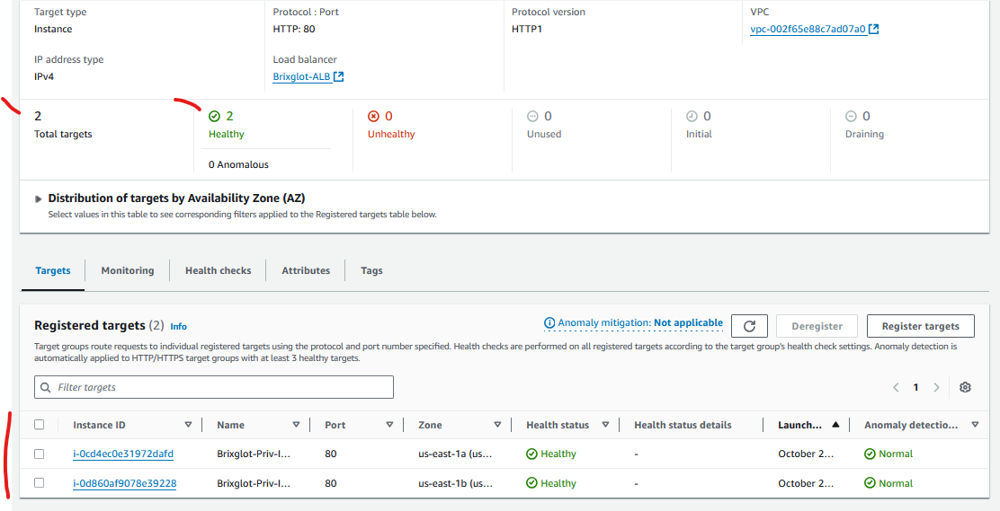 Target type
Instance
Protocol : Port
HTTP: 80
Protocol version
HTTP1
VPC
vpc-002f65e88c7ad07a0
IP address type
IPv4
Load balancer
Brixglot-ALB
2
Total targets
2
Healthy
0 Anomalous
0
Unhealthy
0
Unused
0
Initial
0
Draining
Distribution of targets by Availability Zone (AZ)
Select values in this table to see corresponding filters applied to the Registered targets table below.
Targets Monitoring Health checks Attributes Tags
Registered targets (2) Info
Anomaly mitigation: Not applicable
Deregister
Register targets
Target groups route requests to individual registered targets using the protocol and port number specified. Health checks are performed on all registered targets according to the target group's health check settings. Anomaly detection is
automatically applied to HTTP/HTTPS target groups with at least 3 healthy targets.
Filter targets
1
Instance ID Name Port Zone Health status Health status details Launch... Anomaly detectio...
i-0cd4ec0e31972dafd Brixglot-Priv-I... 80 us-east-1a (us... Healthy - October 2... Normal
i-0d860af9078e39228 Brixglot-Priv-I... 80 us-east-1b (us... Healthy - October 2... Normal